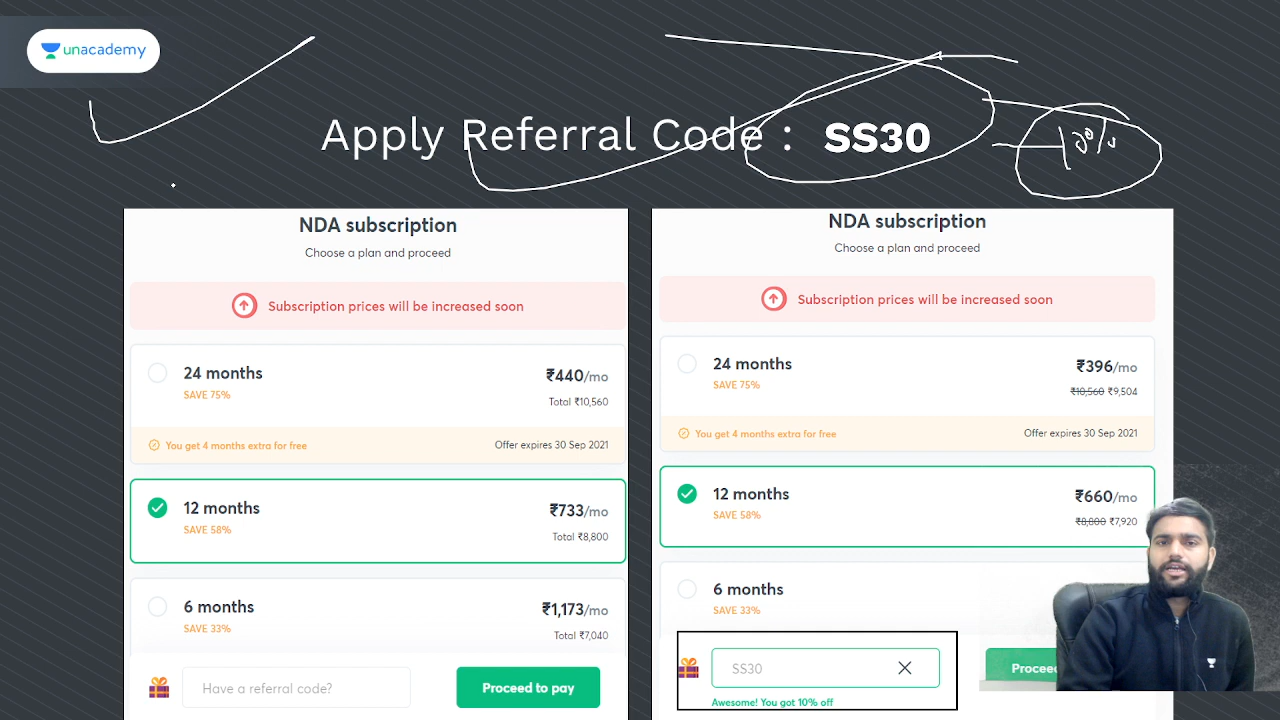 unacademy
Apply Referral Code : SS30
10%
NDA subscription
Choose a plan and proceed
Subscription prices will be increased soon
24 months
₹440/mo
SAVE 75%
Total ₹10,560
You get 4 months extra for free
Offer expires 30 Sep 2021
12 months
₹733/mo
SAVE 58%
Total ₹8,800
6 months
₹1,173/mo
SAVE 33%
Total ₹7,040
Have a referral code?
Proceed to pay
NDA subscription
Choose a plan and proceed
Subscription prices will be increased soon
24 months
₹396/mo
SAVE 75%
₹10,560 ₹9,504
You get 4 months extra for free
Offer expires 30 Sep 2021
12 months
₹660/mo
SAVE 58%
₹8,800 ₹7,920
6 months
SAVE 33%
SS30
Proceed
Awesome! You got 10% off